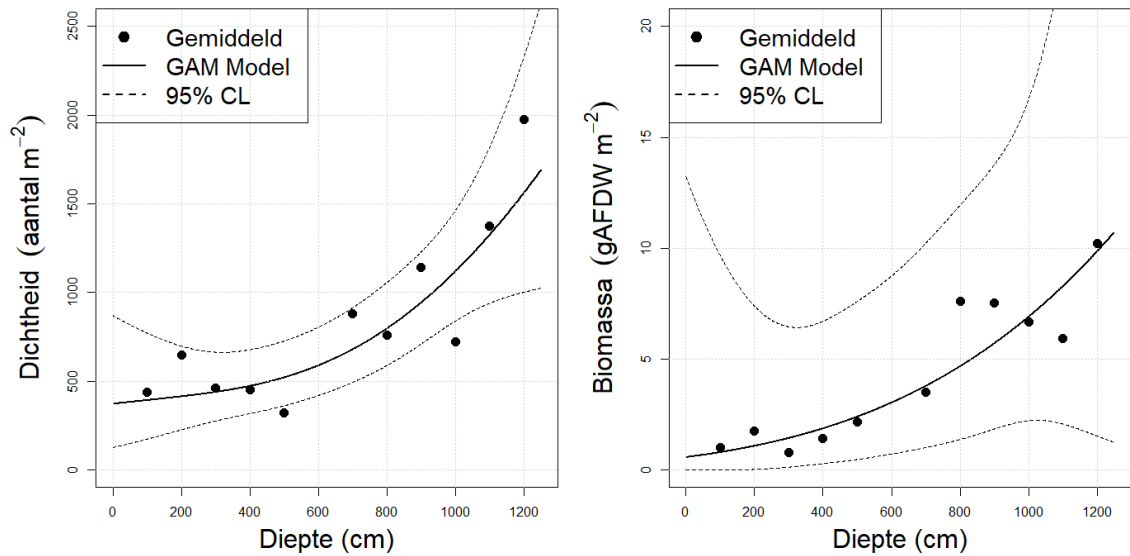 Gemiddeld
GAM Model
95% CL
Dichtheid (aantal m⁻²)
2500
2000
1500
1000
500
0
0 200 400 600 800 1000 1200
Diepte (cm)
Gemiddeld
GAM Model
95% CL
Biomassa (gAFDW m⁻²)
20
15
10
5
0
0 200 400 600 800 1000 1200
Diepte (cm)